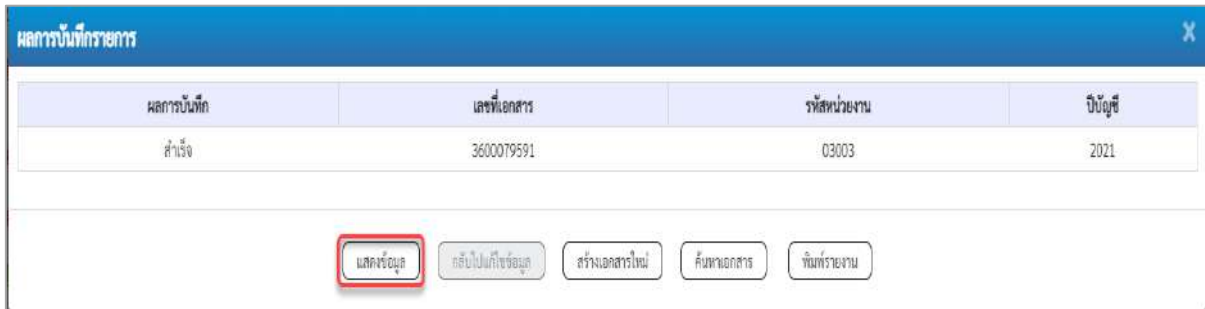 ผลการบันทึกรายการ X
ผลการบันทึก เลขที่เอกสาร รหัสหน่วยงาน ปีบัญชี
สำเร็จ 3600079591 03003 2021
แสดงข้อมูล กลับไปแก้ไขข้อมูล สร้างเอกสารใหม่ ค้นหาเอกสาร พิมพ์รายงาน